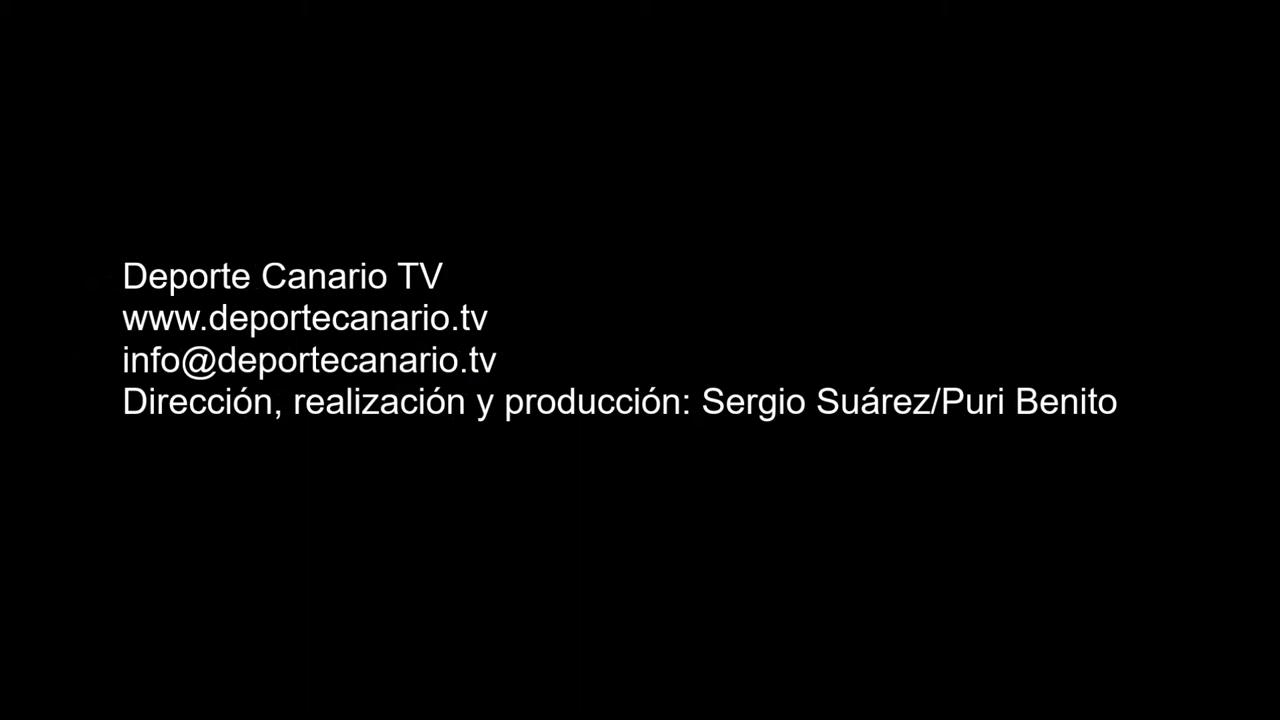 Deporte Canario TV
www.deportecanario.tv
info@deportecanario.tv
Dirección, realización y producción: Sergio Suárez/Puri Benito